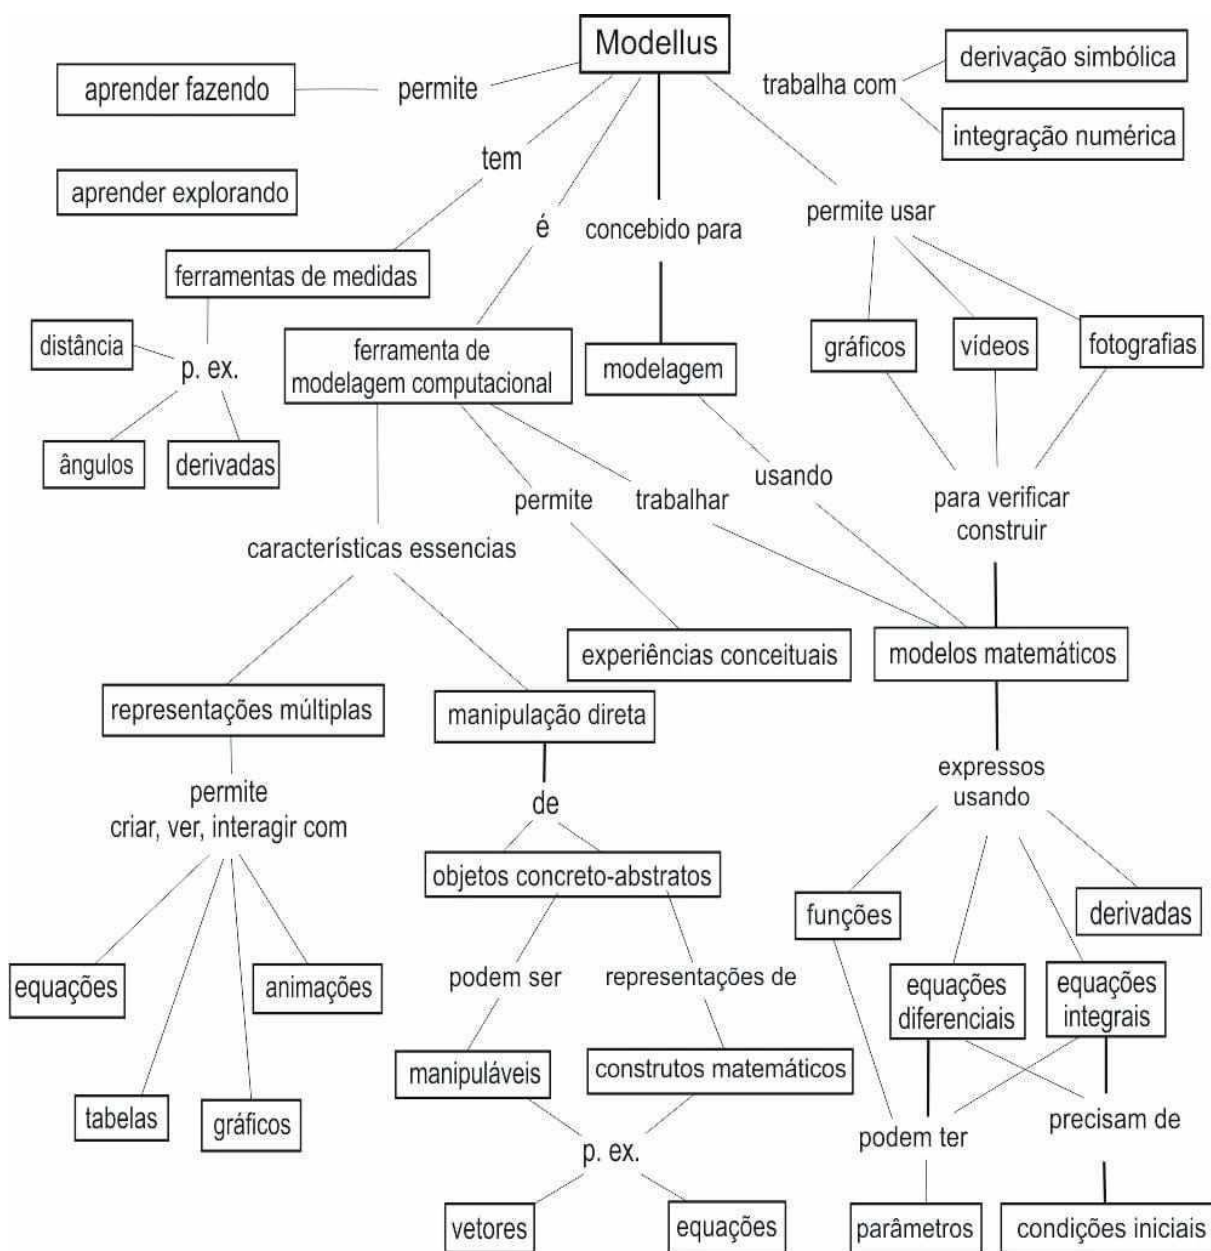 Modellus
derivação simbólica
aprender fazendo
permite
trabalha com
integração numérica
tem
aprender explorando
permite usar
é
concebido para
ferramentas de medidas
distância
p. ex.
ferramenta de
modelagem computacional
modelagem
gráficos
vídeos
fotografias
ângulos
derivadas
permite
trabalhar
usando
para verificar
construir
características essencias
experiências conceituais
modelos matemáticos
representações múltiplas
manipulação direta
permite
criar, ver, interagir com
de
expressos
usando
objetos concreto-abstratos
funções
derivadas
equações
animações
podem ser
representações de
equações
diferenciais
equações
integrais
manipuláveis
construtos matemáticos
tabelas
gráficos
p. ex.
podem ter
precisam de
vetores
equações
parâmetros
condições iniciais